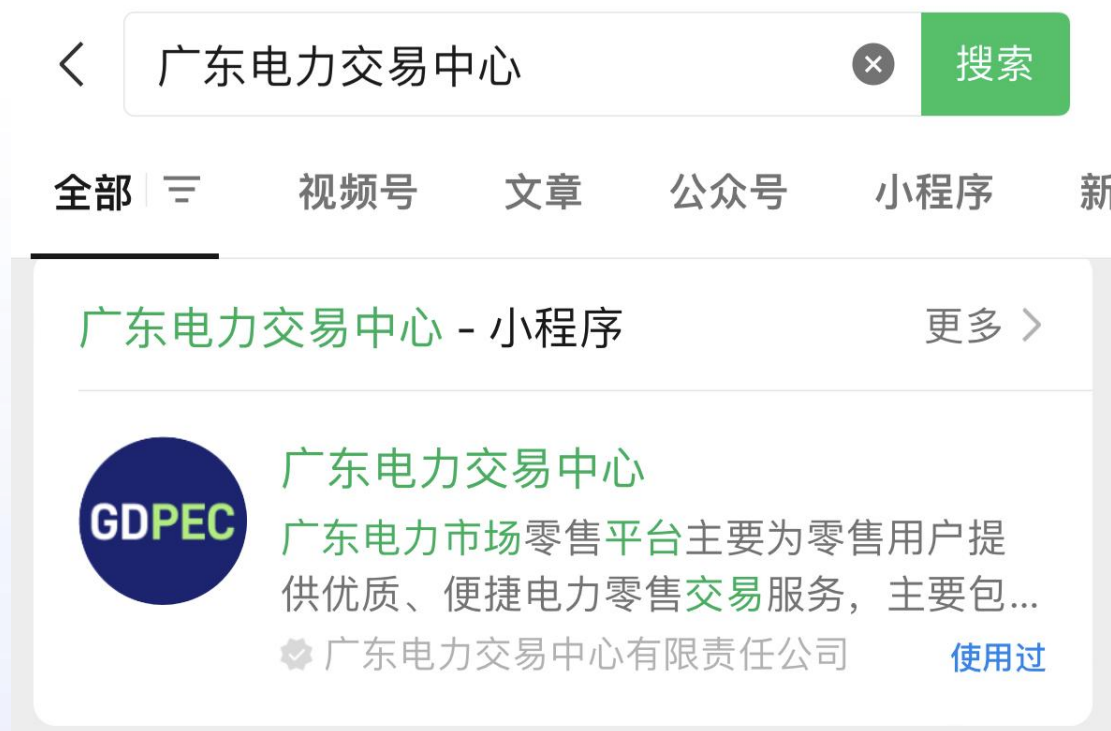 广东电力交易中心 搜索
全部 视频号 文章 公众号 小程序 新
广东电力交易中心 - 小程序 更多
GDPEC
广东电力交易中心
广东电力市场零售平台主要为零售用户提
供优质、便捷电力零售交易服务，主要包...
广东电力交易中心有限责任公司 使用过